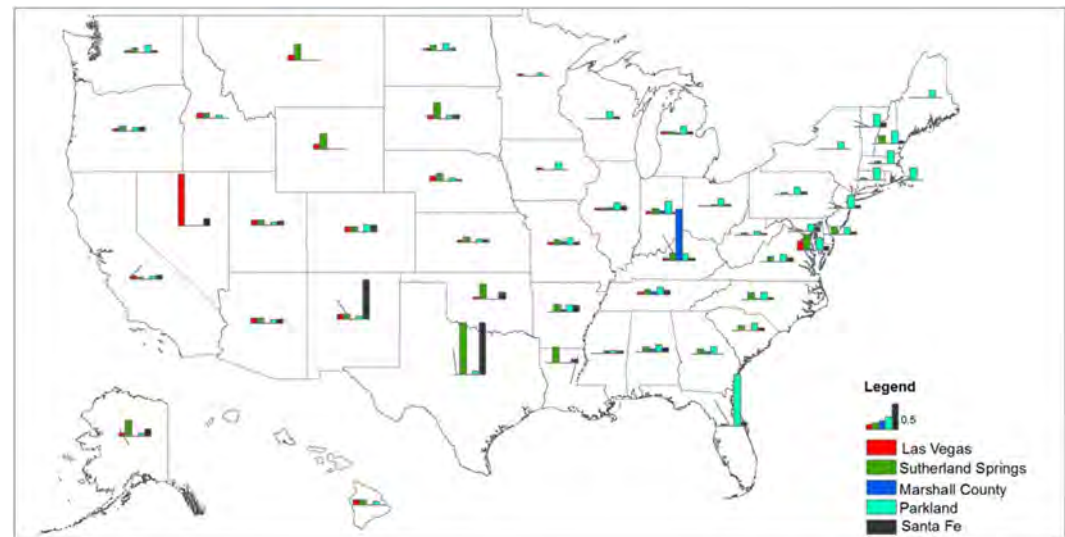 Legend
0.5
Las Vegas
Sutherland Springs
Marshall County
Parkland
Santa Fe